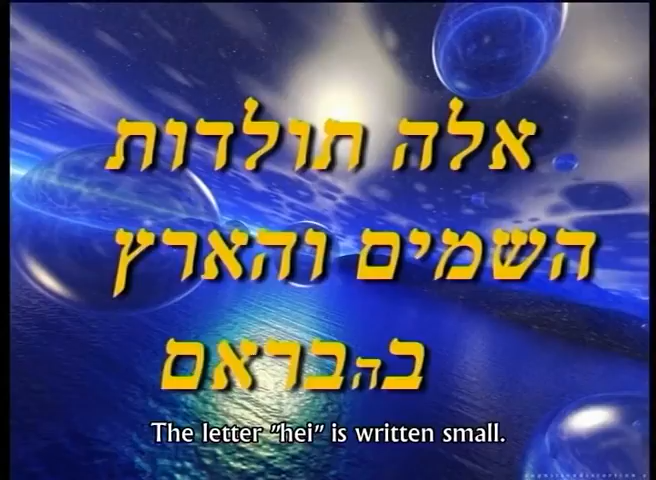 אלה תולדות
השמים והארץ
בהבראם
The letter "hei" is written small.